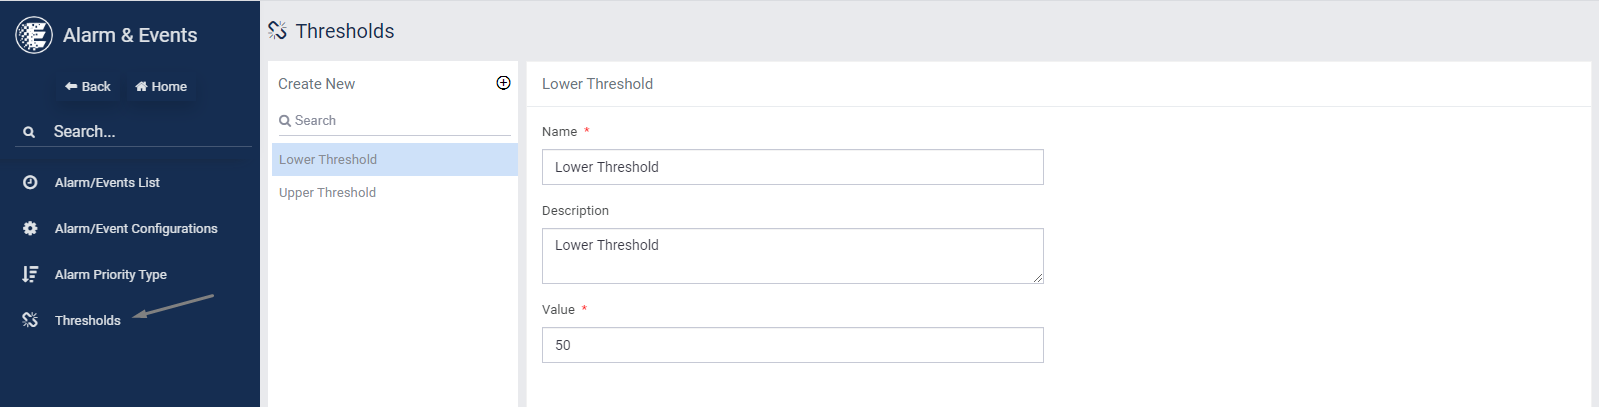 Alarm & Events
Back
Home
Search...
Alarm/Events List
Alarm/Event Configurations
Alarm Priority Type
Thresholds
Thresholds
Create New
Search
Lower Threshold
Upper Threshold
Lower Threshold
Name *
Lower Threshold
Description
Lower Threshold
Value *
50